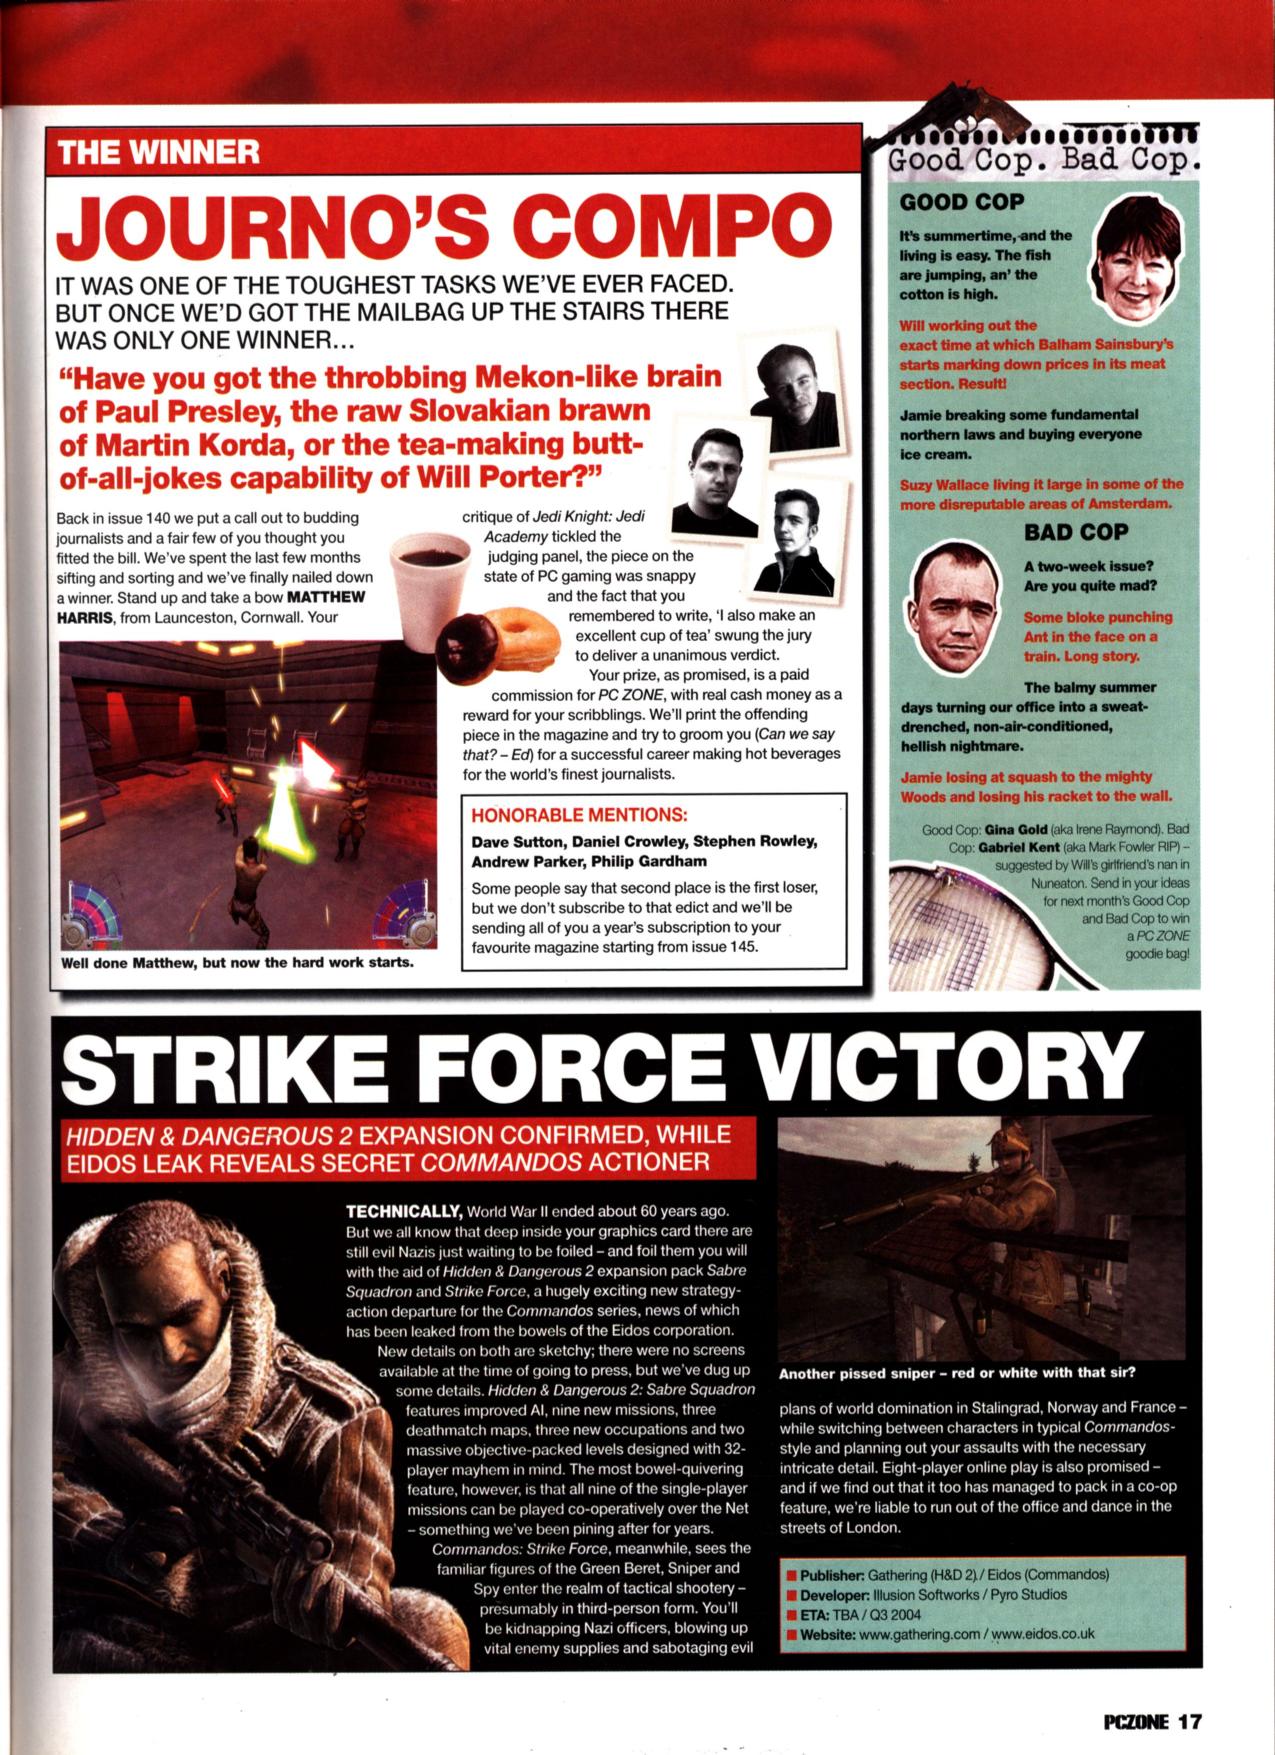 THE WINNER
JOURNO'S COMPO
IT WAS ONE OF THE TOUGHEST TASKS WE'VE EVER FACED.
BUT ONCE WE'D GOT THE MAILBAG UP THE STAIRS THERE
WAS ONLY ONE WINNER...
“Have you got the throbbing Mekon-like brain
of Paul Presley, the raw Slovakian brawn
of Martin Korda, or the tea-making butt-
of-all-jokes capability of Will Porter?”
Back in issue 140 we put a call out to budding
journalists and a fair few of you thought you
fitted the bill. We've spent the last few months
sifting and sorting and we've finally nailed down
a winner. Stand up and take a bow MATTHEW
HARRIS, from Launceston, Cornwall. Your
critique of Jedi Knight: Jedi
Academy tickled the
judging panel, the piece on the
state of PC gaming was snappy
and the fact that you
remembered to write, ‘I also make an
excellent cup of tea’ swung the jury
to deliver a unanimous verdict.
Your prize, as promised, is a paid
commission for PC ZONE, with real cash money as a
reward for your scribblings. We'll print the offending
piece in the magazine and try to groom you (Can we say
that? – Ed) for a successful career making hot beverages
for the world's finest journalists.
Well done Matthew, but now the hard work starts.
HONORABLE MENTIONS:
Dave Sutton, Daniel Crowley, Stephen Rowley,
Andrew Parker, Philip Gardham
Some people say that second place is the first loser,
but we don't subscribe to that edict and we'll be
sending all of you a year's subscription to your
favourite magazine starting from issue 145.
Good Cop. Bad Cop.
GOOD COP
It's summertime, and the
living is easy. The fish
are jumping, an' the
cotton is high.
Will working out the
exact time at which Balham Sainsbury's
starts marking down prices in its meat
section. Result!
Jamie breaking some fundamental
northern laws and buying everyone
ice cream.
Suzy Wallace living it large in some of the
more disreputable areas of Amsterdam.
BAD COP
A two-week issue?
Are you quite mad?
Some bloke punching
Ant in the face on a
train. Long story.
The balmy summer
days turning our office into a sweat-
drenched, non-air-conditioned,
hellish nightmare.
Jamie losing at squash to the mighty
Woods and losing his racket to the wall.
Good Cop: Gina Gold (aka Irene Raymond). Bad
Cop: Gabriel Kent (aka Mark Fowler RIP) –
suggested by Will's girlfriend's nan in
Nuneaton. Send in your ideas
for next month's Good Cop
and Bad Cop to win
a PC ZONE
goodie bag!
STRIKE FORCE VICTORY
HIDDEN & DANGEROUS 2 EXPANSION CONFIRMED, WHILE
EIDOS LEAK REVEALS SECRET COMMANDOS ACTIONER
TECHNICALLY, World War II ended about 60 years ago.
But we all know that deep inside your graphics card there are
still evil Nazis just waiting to be foiled – and foil them you will
with the aid of Hidden & Dangerous 2 expansion pack Sabre
Squadron and Strike Force, a hugely exciting new strategy-
action departure for the Commandos series, news of which
has been leaked from the bowels of the Eidos corporation.
New details on both are sketchy; there were no screens
available at the time of going to press, but we've dug up
some details. Hidden & Dangerous 2: Sabre Squadron
features improved AI, nine new missions, three
deathmatch maps, three new occupations and two
massive objective-packed levels designed with 32-
player mayhem in mind. The most bowel-quivering
feature, however, is that all nine of the single-player
missions can be played co-operatively over the Net
– something we've been pining after for years.
Commandos: Strike Force, meanwhile, sees the
familiar figures of the Green Beret, Sniper and
Spy enter the realm of tactical shootery –
presumably in third-person form. You'll
be kidnapping Nazi officers, blowing up
vital enemy supplies and sabotaging evil
Another pissed sniper – red or white with that sir?
plans of world domination in Stalingrad, Norway and France –
while switching between characters in typical Commandos-
style and planning out your assaults with the necessary
intricate detail. Eight-player online play is also promised –
and if we find out that it too has managed to pack in a co-op
feature, we're liable to run out of the office and dance in the
streets of London.
■ Publisher: Gathering (H&D 2) / Eidos (Commandos)
■ Developer: Illusion Softworks / Pyro Studios
■ ETA: TBA / Q3 2004
■ Website: www.gathering.com / www.eidos.co.uk
PCZONE 17